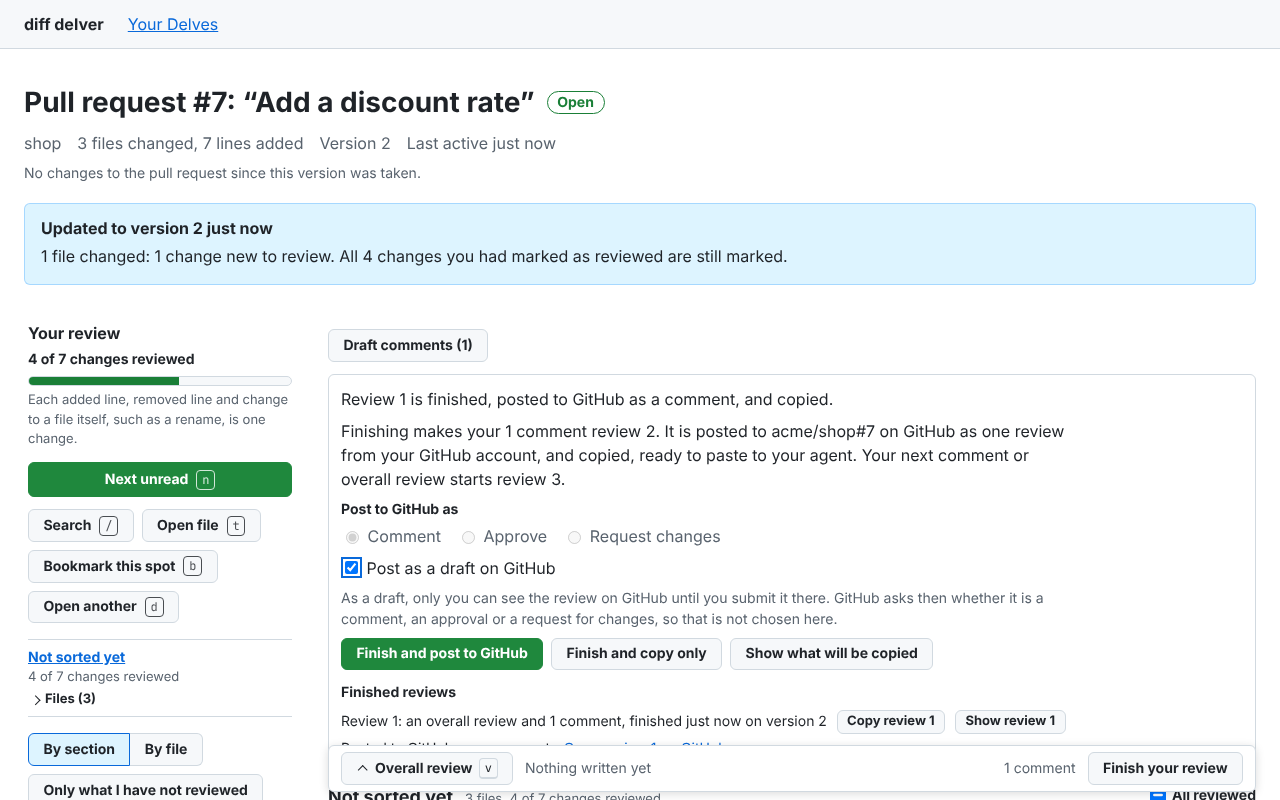 diff delver Your Delves
Pull request #7: “Add a discount rate” Open
shop 3 files changed, 7 lines added Version 2 Last active just now
No changes to the pull request since this version was taken.
Updated to version 2 just now
1 file changed: 1 change new to review. All 4 changes you had marked as reviewed are still marked.
Your review
4 of 7 changes reviewed
Each added line, removed line and change
to a file itself, such as a rename, is one
change.
Next unread n
Search / Open file t
Bookmark this spot b
Open another d
Not sorted yet
4 of 7 changes reviewed
Files (3)
By section By file
Only what I have not reviewed
Draft comments (1)
Review 1 is finished, posted to GitHub as a comment, and copied.
Finishing makes your 1 comment review 2. It is posted to acme/shop#7 on GitHub as one review
from your GitHub account, and copied, ready to paste to your agent. Your next comment or
overall review starts review 3.
Post to GitHub as
Comment Approve Request changes
Post as a draft on GitHub
As a draft, only you can see the review on GitHub until you submit it there. GitHub asks then whether it is a
comment, an approval or a request for changes, so that is not chosen here.
Finish and post to GitHub Finish and copy only Show what will be copied
Finished reviews
Review 1: an overall review and 1 comment, finished just now on version 2 Copy review 1 Show review 1
Overall review v Nothing written yet 1 comment Finish your review
Not sorted yet 3 files, 4 of 7 changes reviewed All reviewed